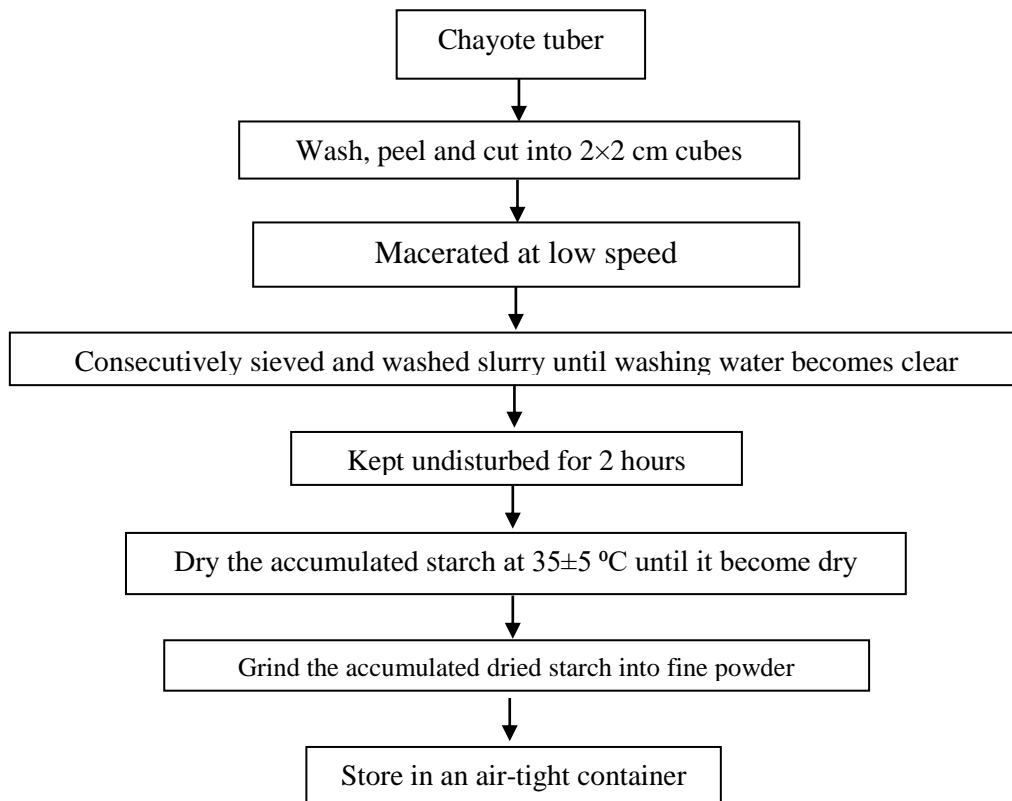 Chayote tuber
Wash, peel and cut into 2×2 cm cubes
Macerated at low speed
Consecutively sieved and washed slurry until washing water becomes clear
Kept undisturbed for 2 hours
Dry the accumulated starch at 35±5 ⁰C until it become dry
Grind the accumulated dried starch into fine powder
Store in an air-tight container